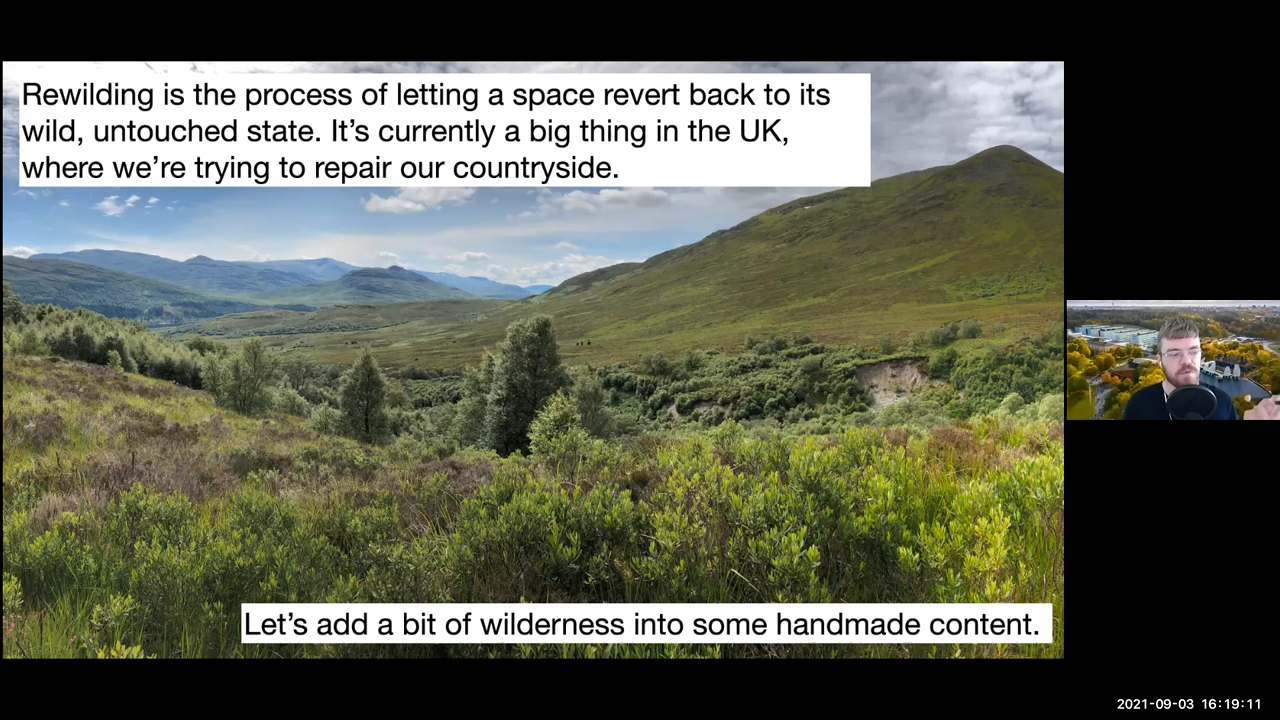 Rewilding is the process of letting a space revert back to its
wild, untouched state. It’s currently a big thing in the UK,
where we’re trying to repair our countryside.
Let’s add a bit of wilderness into some handmade content.
2021-09-03 16:19:11